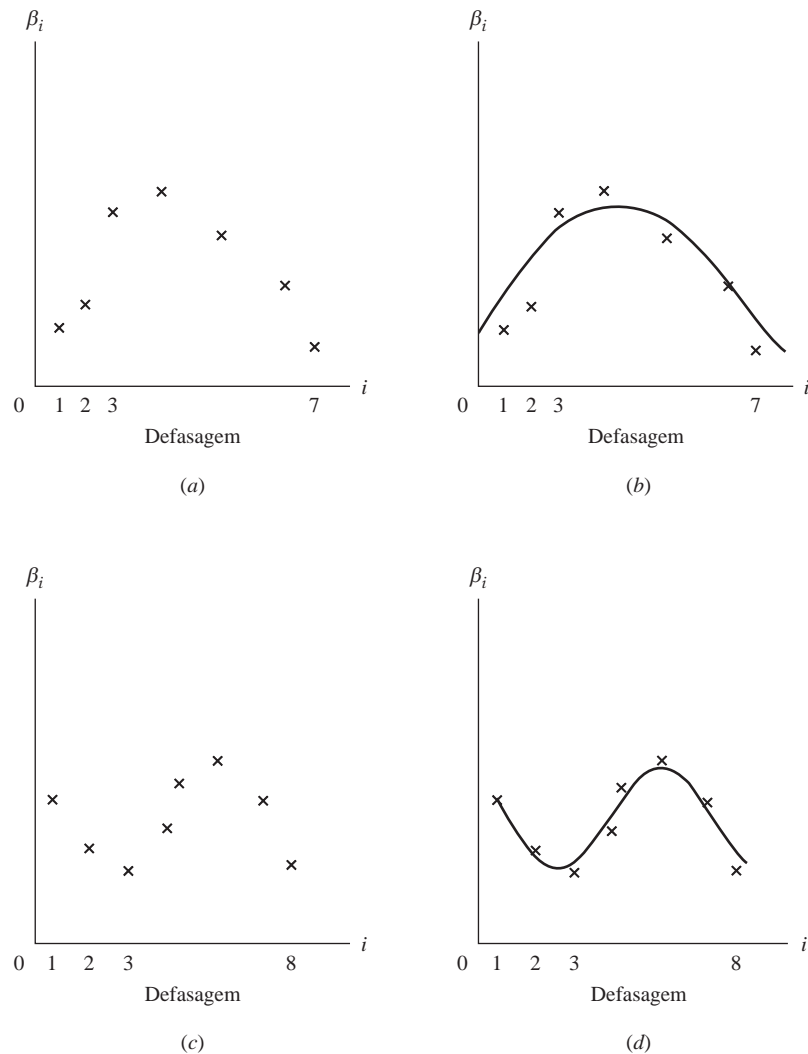 βi
βi
0 1 2 3 7 i
0 1 2 3 7 i
Defasagem
Defasagem
(a)
(b)
βi
βi
0 1 2 3 8 i
0 1 2 3 8 i
Defasagem
Defasagem
(c)
(d)